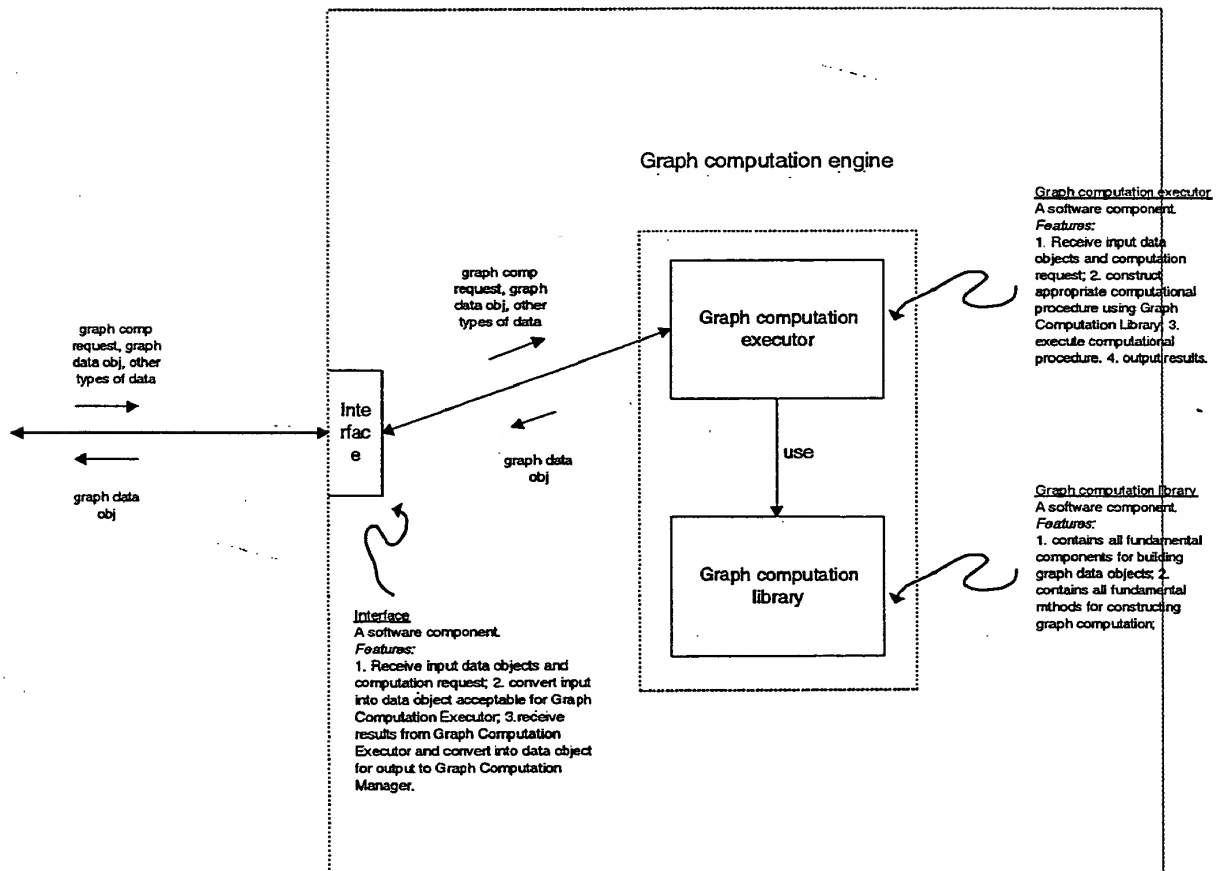 Graph computation engine
Graph computation executor
A software component.
Features:
1. Receive input data
objects and computation
request; 2. construct
appropriate computational
procedure using Graph
Computation Library; 3.
execute computational
procedure. 4. output results.
graph comp
request, graph
data obj, other
types of data
Graph computation
executor
graph comp
request, graph
data obj, other
types of data
Inte
rfac
e
graph data
obj
graph data
obj
use
Graph computation library
A software component.
Features:
1. contains all fundamental
components for building
graph data objects; 2.
contains all fundamental
mthods for constructing
graph computation;
Graph computation
library
Interface
A software component.
Features:
1. Receive input data objects and
computation request; 2. convert input
into data object acceptable for Graph
Computation Executor; 3.receive
results from Graph Computation
Executor and convert into data object
for output to Graph Computation
Manager.